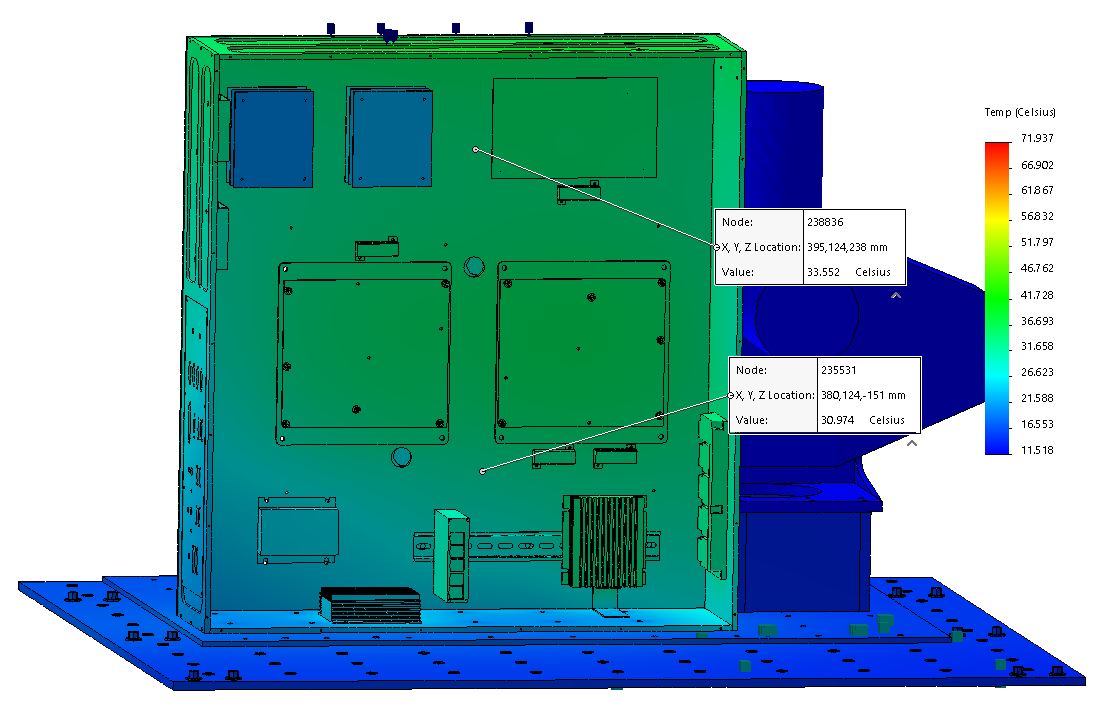 Temp (Celsius)
71.937
66.902
61.867
56.832
51.797
46.762
41.728
36.693
31.658
26.623
21.588
16.553
11.518
Node: 238836
X, Y, Z Location: 395,124,238 mm
Value: 33.552 Celsius
Node: 235531
X, Y, Z Location: 380,124,-151 mm
Value: 30.974 Celsius